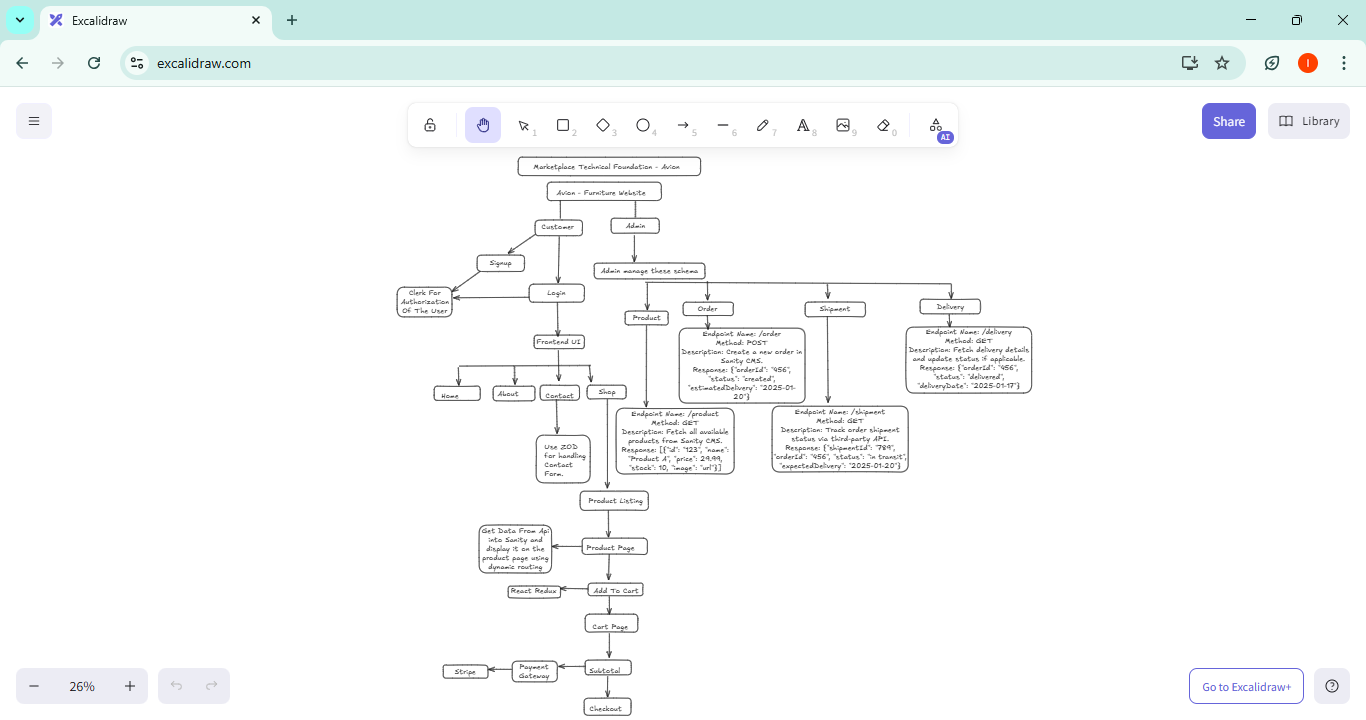 Excalidraw
excalidraw.com
I
1
2
3
4
5
6
7
8
9
0
AI
Share
Library
Marketplace Technical Foundation - Avion
Avion - Furniture Website
Customer
Admin
Signup
Admin manage these schema
Clerk For
Authorization
Of The User
Login
Product
Order
Shipment
Delivery
Frontend UI
Endpoint Name: /order
Method: POST
Description: Create a new order in
Sanity CMS.
Response: {"orderId": "456",
"status": "created",
"estimatedDelivery": "2025-01-
20"}
Endpoint Name: /delivery
Method: GET
Description: Fetch delivery details
and update status if applicable.
Response: {"orderId": "456",
"status": "delivered",
"deliveryDate": "2025-01-17"}
Home
About
Contact
Shop
Endpoint Name: /product
Method: GET
Description: Fetch all available
products from Sanity CMS.
Response: [{"id": "123", "name":
"Product A", "price": 29.99,
"stock": 10, "image": "url"}]
Endpoint Name: /shipment
Method: GET
Description: Track order shipment
status via third-party API.
Response: {"shipmentId": "789",
"orderId": "456", "status": "in transit",
"expectedDelivery": "2025-01-20"}
Use ZOD
for handling
Contact
Form.
Product Listing
Get Data From Api
into Sanity and
display it on the
product page using
dynamic routing
Product Page
React Redux
Add To Cart
Cart Page
Stripe
Payment
Gateway
Subtotal
Checkout
26%
Go to Excalidraw+